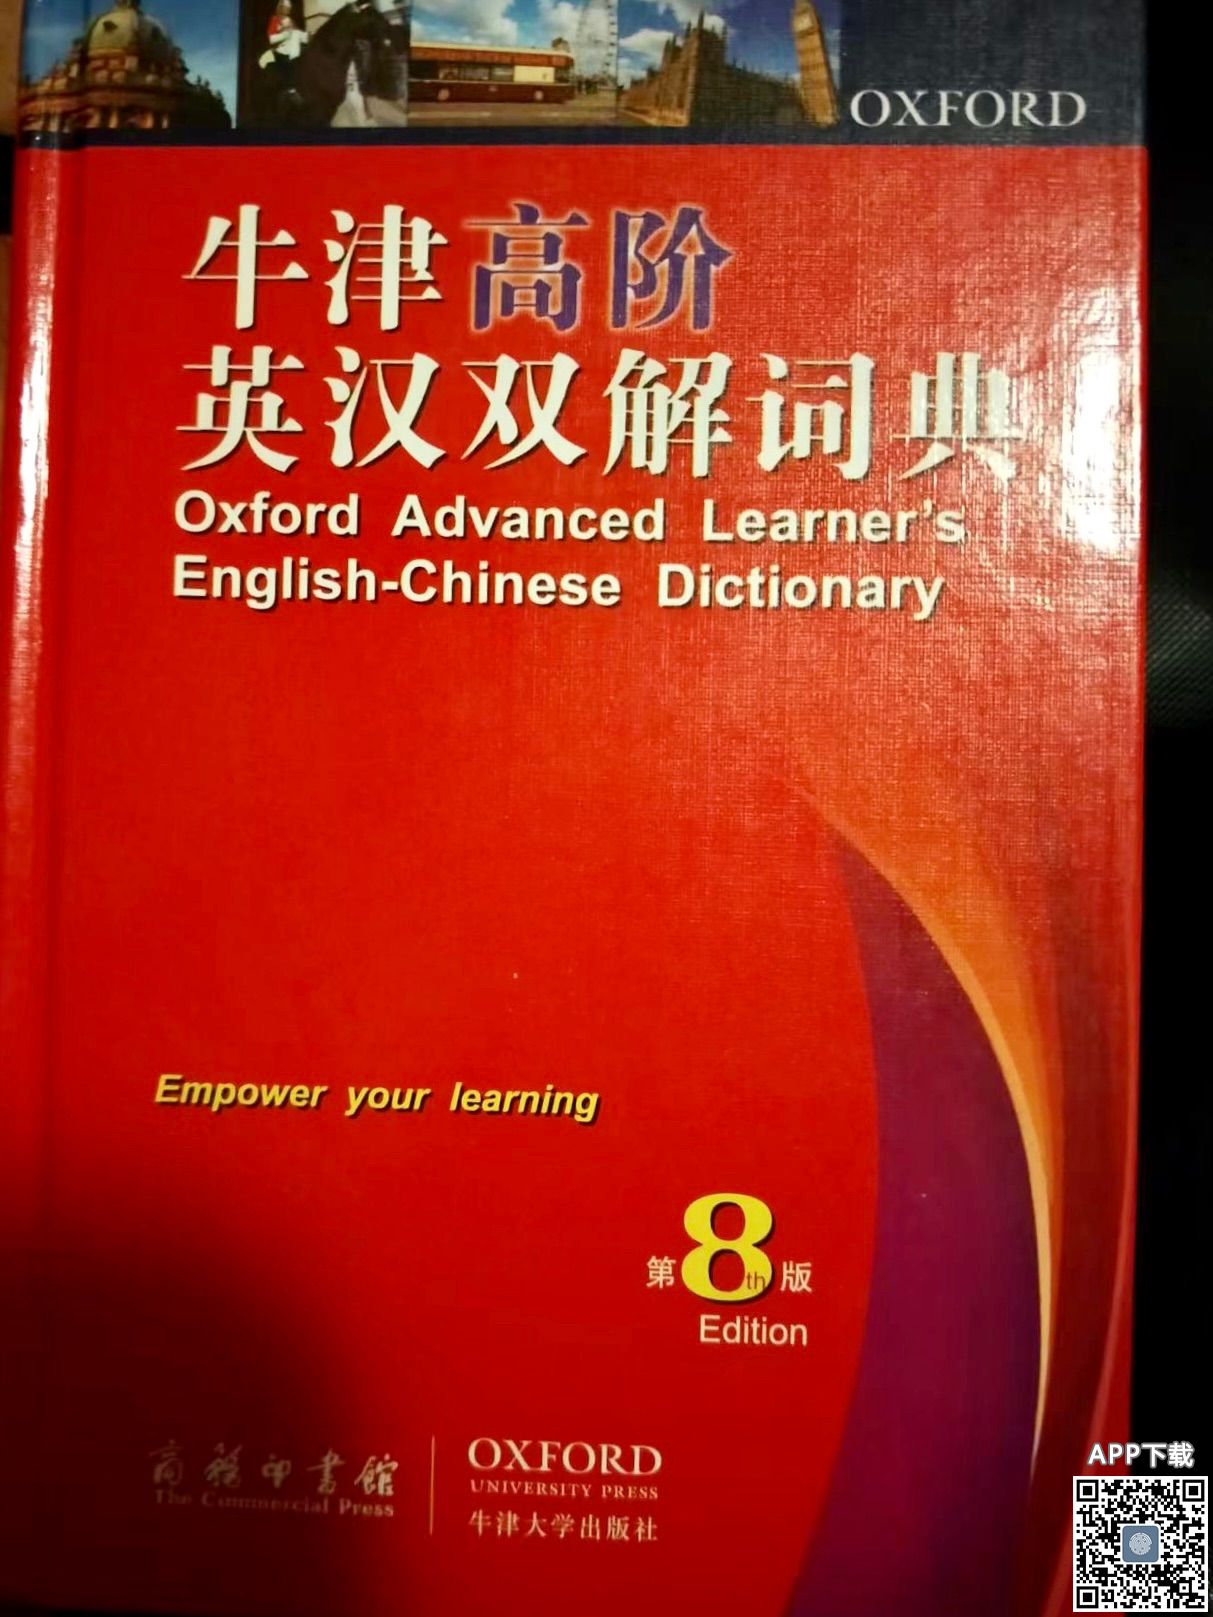 OXFORD
牛津高阶
英汉双解词典
Oxford Advanced Learner's
English-Chinese Dictionary
Empower your learning
第8th版
Edition
商務印書館
The Commercial Press
OXFORD
UNIVERSITY PRESS
牛津大学出版社
APP下载